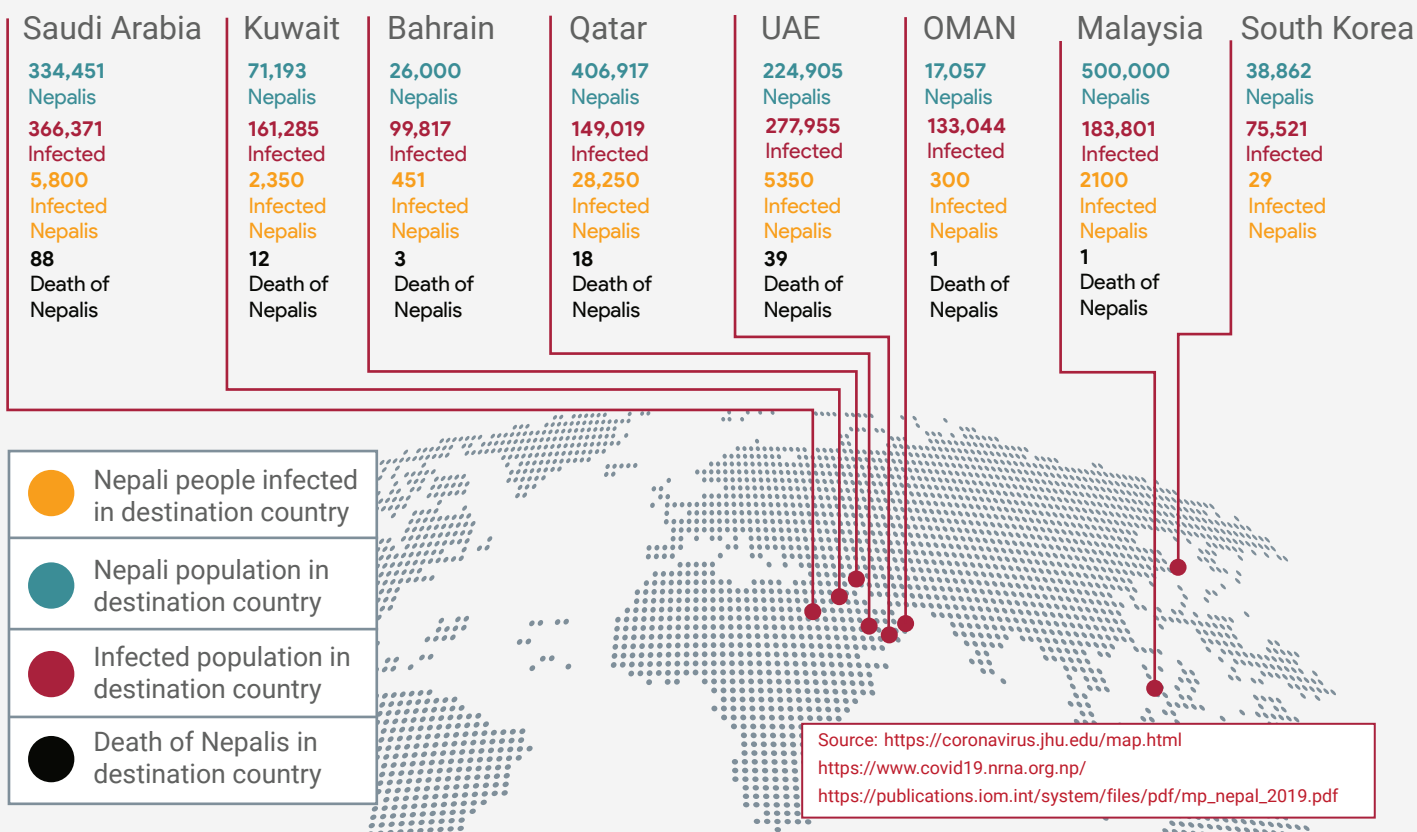 Saudi Arabia
334,451
Nepalis
366,371
Infected
5,800
Infected
Nepalis
88
Death of
Nepalis
Kuwait
71,193
Nepalis
161,285
Infected
2,350
Infected
Nepalis
12
Death of
Nepalis
Bahrain
26,000
Nepalis
99,817
Infected
451
Infected
Nepalis
3
Death of
Nepalis
Qatar
406,917
Nepalis
149,019
Infected
28,250
Infected
Nepalis
18
Death of
Nepalis
UAE
224,905
Nepalis
277,955
Infected
5350
Infected
Nepalis
39
Death of
Nepalis
OMAN
17,057
Nepalis
133,044
Infected
300
Infected
Nepalis
1
Death of
Nepalis
Malaysia
500,000
Nepalis
183,801
Infected
2100
Infected
Nepalis
1
Death of
Nepalis
South Korea
38,862
Nepalis
75,521
Infected
29
Infected
Nepalis
Nepali people infected
in destination country
Nepali population in
destination country
Infected population in
destination country
Death of Nepalis in
destination country
Source: https://coronavirus.jhu.edu/map.html
https://www.covid19.nrna.org.np/
https://publications.iom.int/system/files/pdf/mp_nepal_2019.pdf